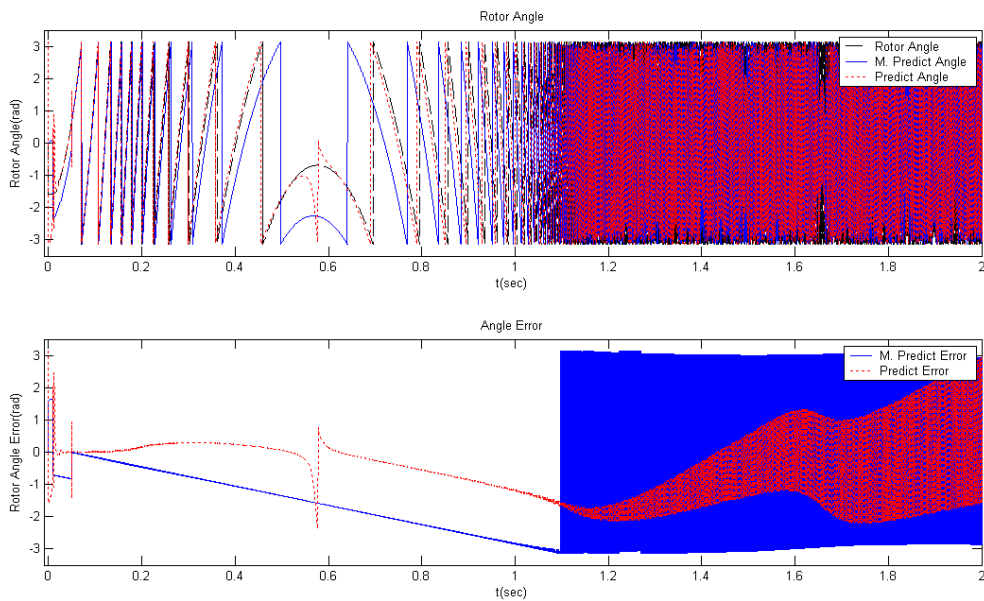 Rotor Angle
Rotor Angle(rad)
3
2
1
0
-1
-2
-3
Rotor Angle
M. Predict Angle
Predict Angle
0 0.2 0.4 0.6 0.8 1 1.2 1.4 1.6 1.8 2
t(sec)
Angle Error
Rotor Angle Error(rad)
3
2
1
0
-1
-2
-3
M. Predict Error
Predict Error
0 0.2 0.4 0.6 0.8 1 1.2 1.4 1.6 1.8 2
t(sec)